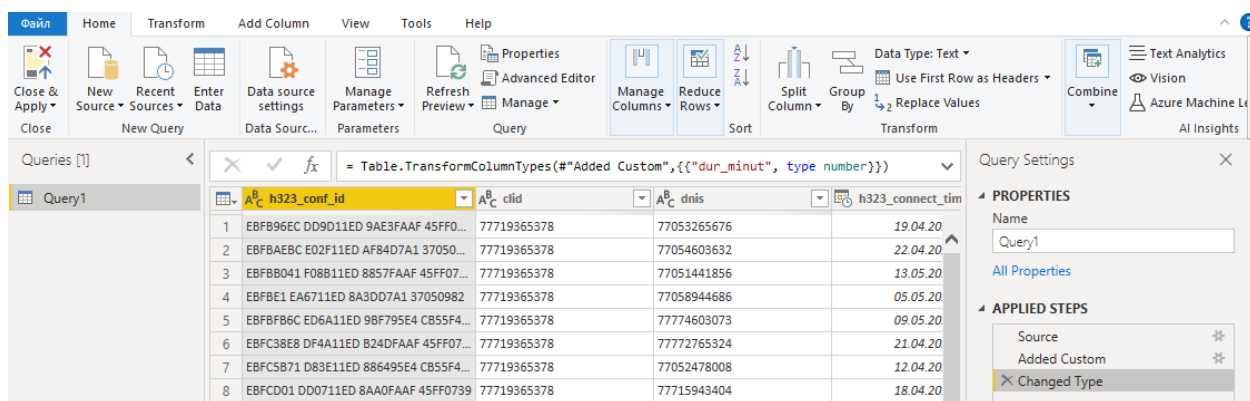 Файл Home Transform Add Column View Tools Help
Close & Apply New Source Recent Sources Enter Data Data source settings Manage Parameters Refresh Preview Properties Advanced Editor Manage Manage Columns Reduce Rows Split Column Group By Data Type: Text Use First Row as Headers Replace Values Combine Text Analytics Vision Azure Machine Le
Close New Query Data Sourc... Parameters Query Sort Transform AI Insights
Queries [1] fx = Table.TransformColumnTypes(#"Added Custom",{{"dur_minut", type number}}) Query Settings
Query1 ABC h323_conf_id ABC clid ABC dnis h323_connect_tim PROPERTIES
1 EBFB96EC DD9D11ED 9AE3FAAF 45FF0... 77719365378 77053265676 19.04.20. Name
Query1
2 EBFBAEBC E02F11ED AF84D7A1 37050... 77719365378 77054603632 22.04.20.
3 EBFBB041 F08B11ED 8857FAAF 45FF07... 77719365378 77051441856 13.05.20. All Properties
4 EBFBE1 EA6711ED 8A3DD7A1 37050982 77719365378 77058944686 05.05.20.
5 EBFBFB6C ED6A11ED 9BF795E4 CB55F4... 77719365378 77774603073 09.05.20. APPLIED STEPS
6 EBFC38E8 DF4A11ED B24DFAAF 45FF07... 77719365378 77772765324 21.04.20. Source
7 EBFC5B71 D83E11ED 886495E4 CB55F4... 77719365378 77052478008 12.04.20. Added Custom
8 EBFCD01 DD0711ED 8AA0FAAF 45FF0739 77719365378 77715943404 18.04.20. Changed Type